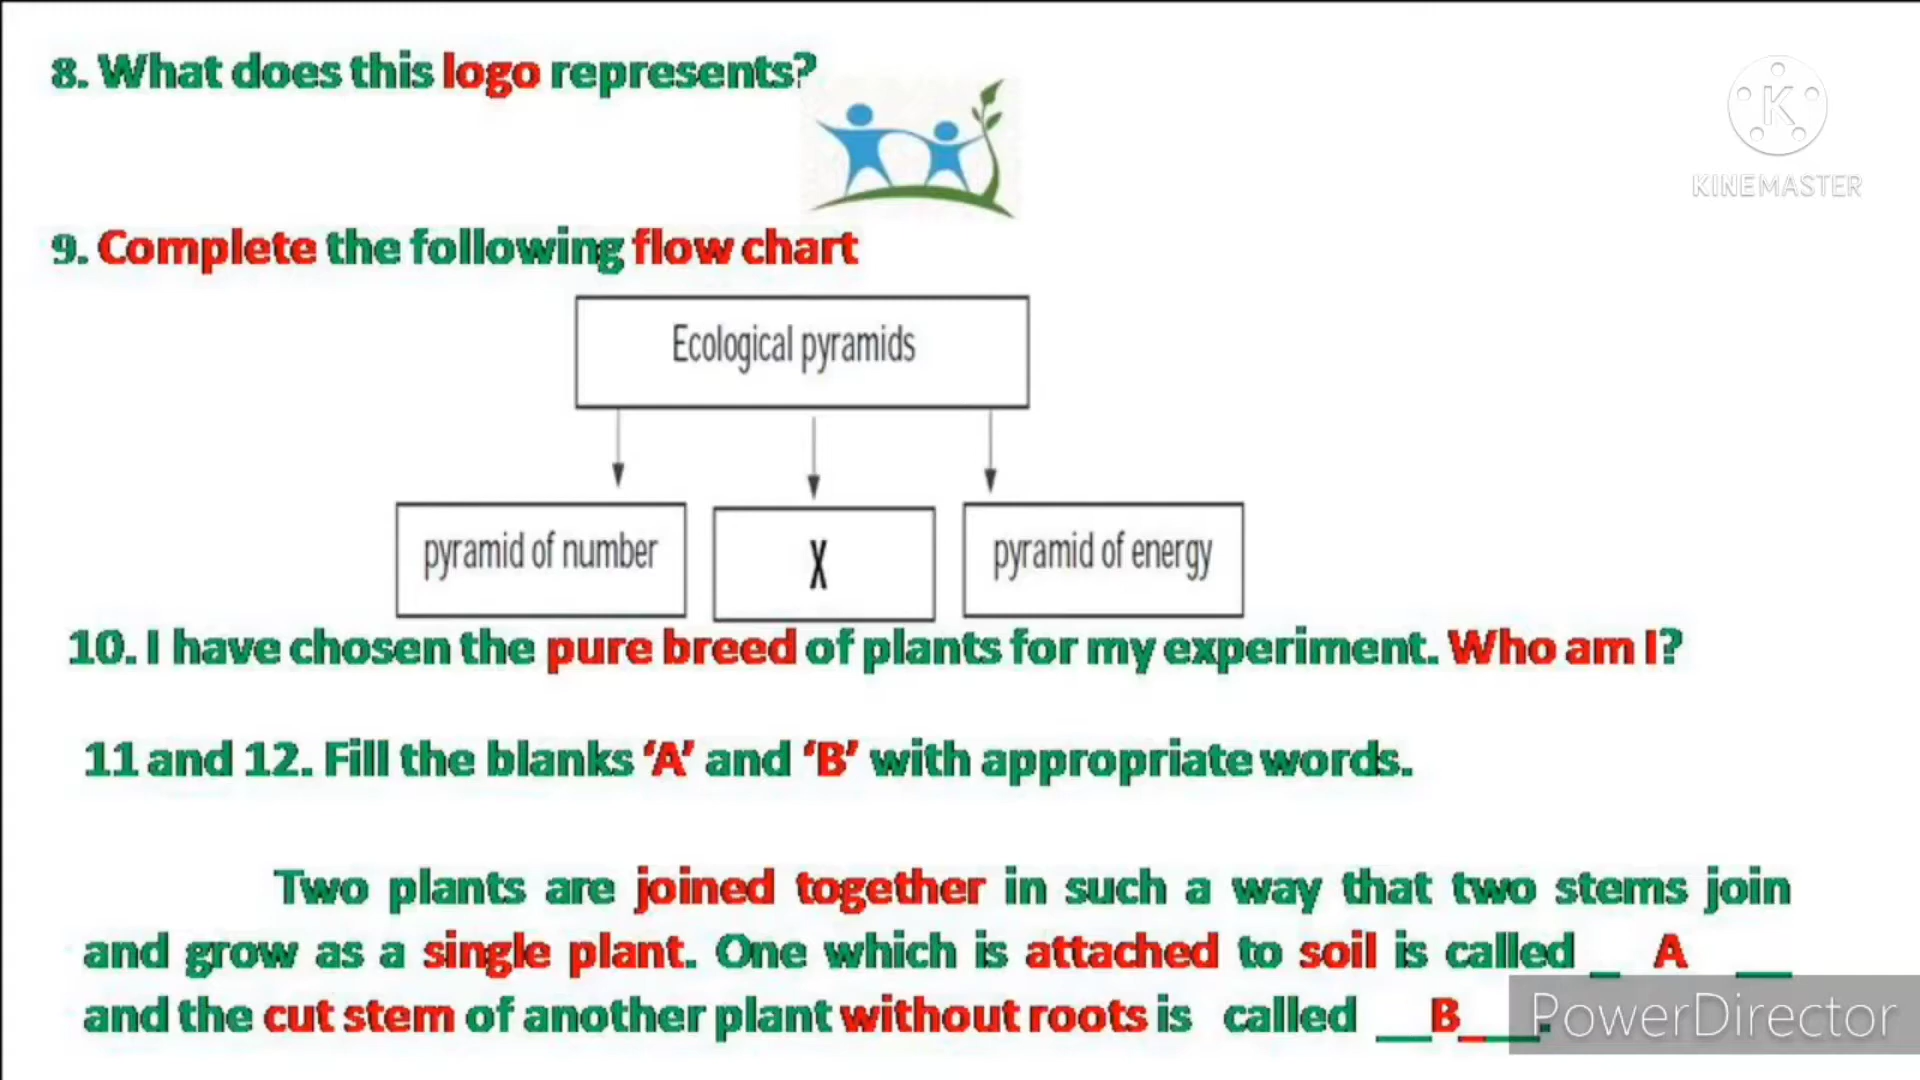 8. What does this logo represents?
K
KINEMASTER
9. Complete the following flow chart
Ecological pyramids
pyramid of number
X
pyramid of energy
10. I have chosen the pure breed of plants for my experiment. Who am I?
11 and 12. Fill the blanks ‘A’ and ‘B’ with appropriate words.
Two plants are joined together in such a way that two stems join
and grow as a single plant. One which is attached to soil is called _ A __
and the cut stem of another plant without roots is called __B___.
PowerDirector